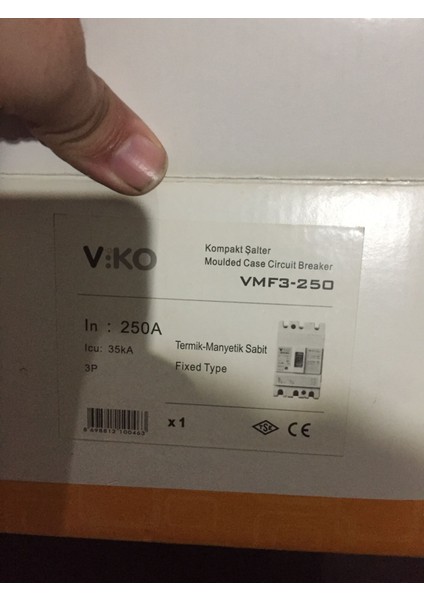 V:KO
Kompakt Şalter
Moulded Case Circuit Breaker
VMF3-250
In : 250A
Icu: 35kA
3P
Termik-Manyetik Sabit
Fixed Type
x 1
TSE
CE